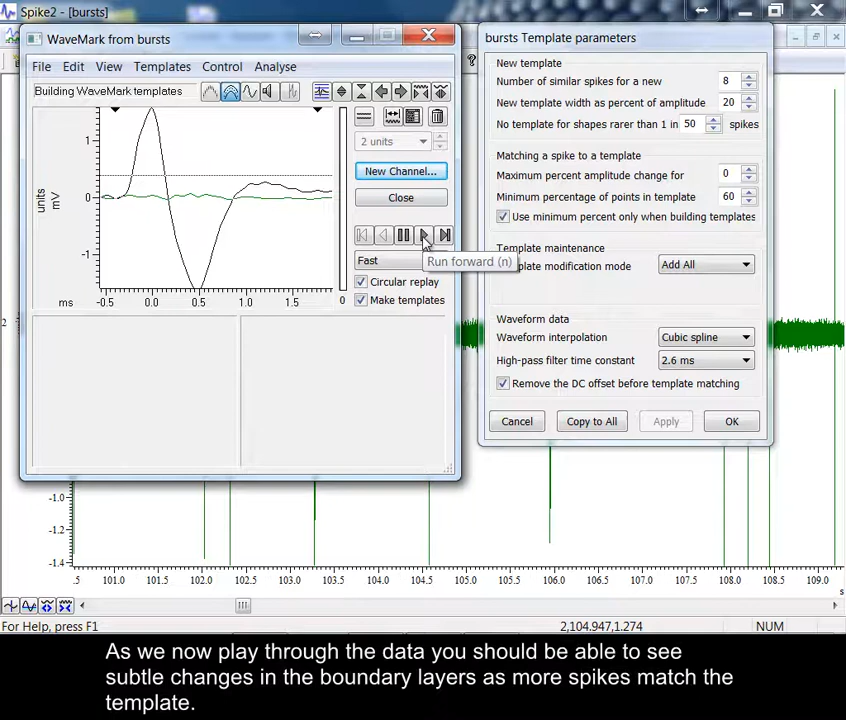 Spike2 - [bursts]
WaveMark from bursts
File Edit View Templates Control Analyse
Building WaveMark templates
1
0
-1
units
mV
ms
-0.5 0.0 0.5 1.0 1.5
0
2 units
New Channel...
Close
Fast
Run forward (n)
Circular replay
Make templates
bursts Template parameters
New template
Number of similar spikes for a new 8
New template width as percent of amplitude 20
No template for shapes rarer than 1 in 50 spikes
Matching a spike to a template
Maximum percent amplitude change for 0
Minimum percentage of points in template 60
Use minimum percent only when building templates
Template maintenance
plate modification mode Add All
Waveform data
Waveform interpolation Cubic spline
High-pass filter time constant 2.6 ms
Remove the DC offset before template matching
Cancel Copy to All Apply OK
2
-1.0
-1.2
-1.4
.5 101.0 101.5 102.0 102.5 103.0 103.5 104.0 104.5 105.0 105.5 106.0 106.5 107.0 107.5 108.0 108.5 109.0
s
For Help, press F1 2,104.947,1.274 NUM
As we now play through the data you should be able to see
subtle changes in the boundary layers as more spikes match the
template.